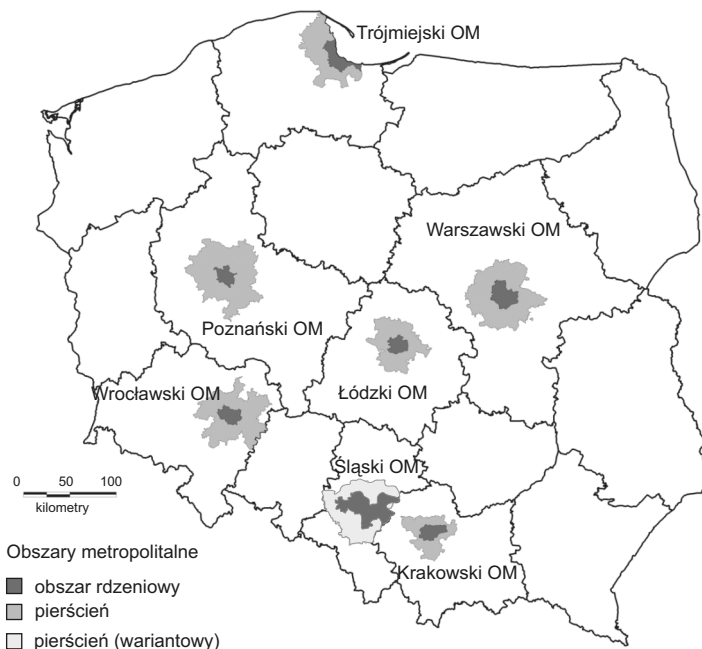 Trójmiejski OM
Warszawski OM
Poznański OM
Łódzki OM
Wrocławski OM
Śląski OM
Krakowski OM
0 50 100
kilometry
Obszary metropolitalne
obszar rdzeniowy
pierścień
pierścień (wariantowy)